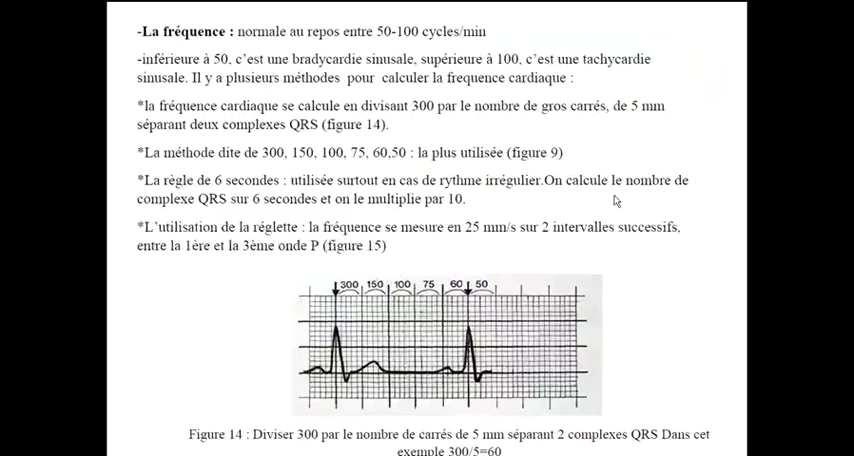 -La fréquence : normale au repos entre 50-100 cycles/min
-inférieure à 50, c'est une bradycardie sinusale, supérieure à 100, c'est une tachycardie
sinusale. Il y a plusieurs méthodes pour calculer la frequence cardiaque :
*la fréquence cardiaque se calcule en divisant 300 par le nombre de gros carrés, de 5 mm
séparant deux complexes QRS (figure 14).
*La méthode dite de 300, 150, 100, 75, 60,50 : la plus utilisée (figure 9)
*La règle de 6 secondes : utilisée surtout en cas de rythme irrégulier.On calcule le nombre de
complexe QRS sur 6 secondes et on le multiplie par 10.
*L'utilisation de la réglette : la fréquence se mesure en 25 mm/s sur 2 intervalles successifs,
entre la 1ère et la 3ème onde P (figure 15)
300 150 100 75 60 50
Figure 14 : Diviser 300 par le nombre de carrés de 5 mm séparant 2 complexes QRS Dans cet
exemple 300/5=60